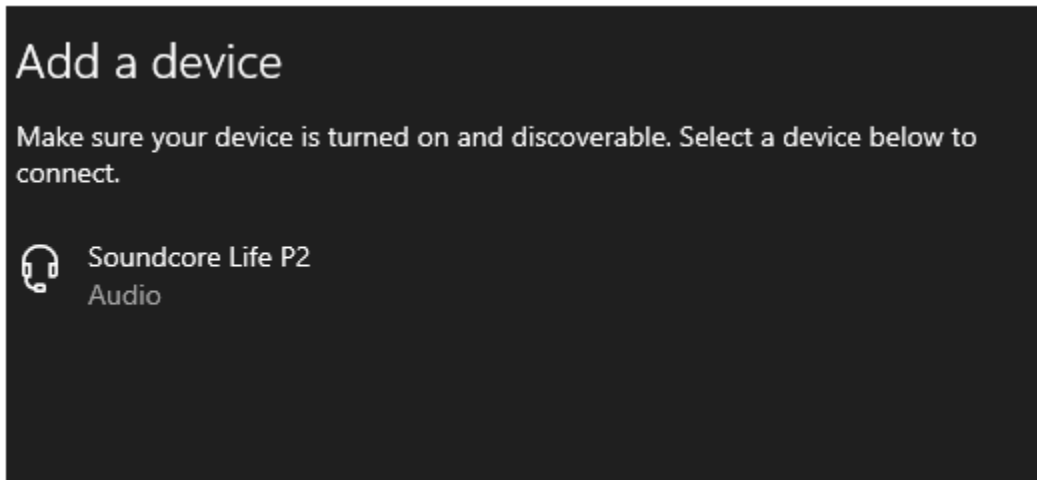 Add a device
Make sure your device is turned on and discoverable. Select a device below to
connect.
Soundcore Life P2
Audio